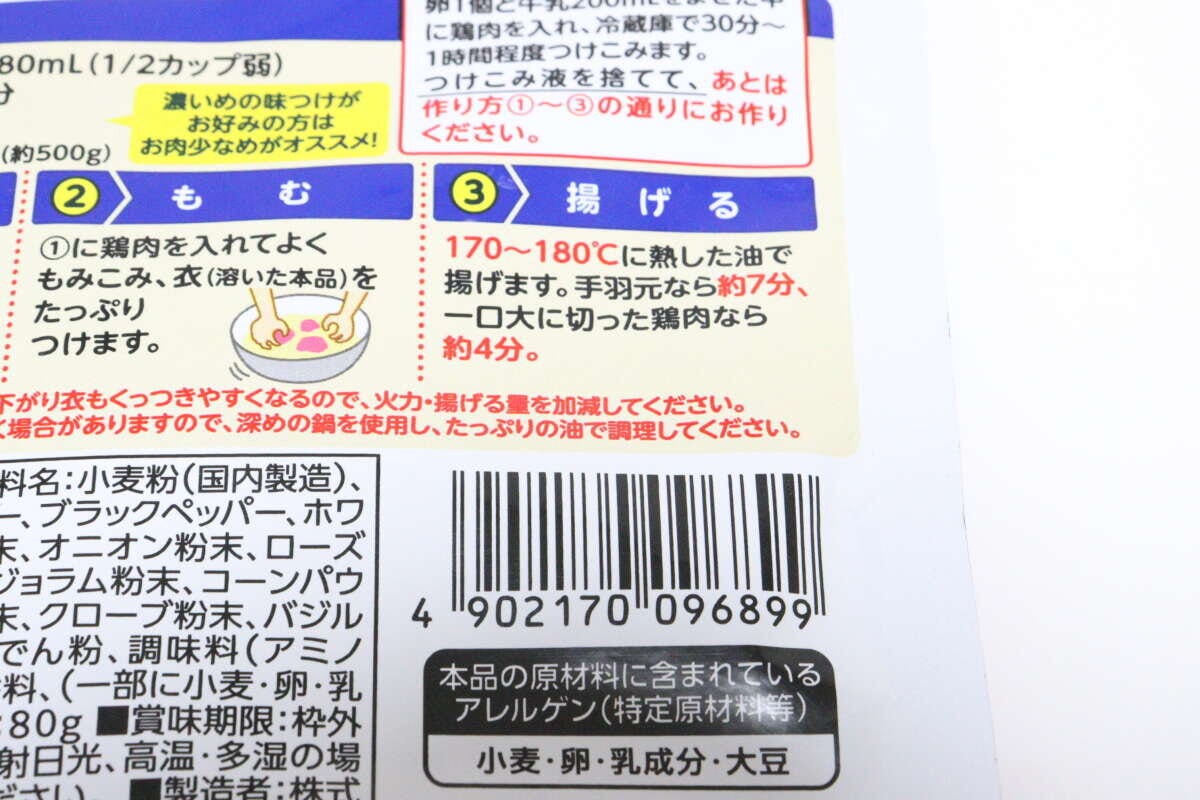 卵1個と牛乳200mLをまぜた中
に鶏肉を入れ、冷蔵庫で30分〜
1時間程度つけこみます。
つけこみ液を捨てて、あとは
作り方①〜③の通りにお作り
ください。
80mL(1/2カップ弱)
分
濃いめの味つけが
お好みの方は
お肉少なめがオススメ!
(約500g)
2 もむ
①に鶏肉を入れてよく
もみこみ、衣(溶いた本品)を
たっぷり
つけます。
3 揚げる
170〜180℃に熱した油で
揚げます。手羽元なら約7分、
一口大に切った鶏肉なら
約4分。
下がり衣もくっつきやすくなるので、火力・揚げる量を加減してください。
く場合がありますので、深めの鍋を使用し、たっぷりの油で調理してください。
料名:小麦粉(国内製造)、
ー、ブラックペッパー、ホワ
末、オニオン粉末、ローズ
ジョラム粉末、コーンパウ
末、クローブ粉末、バジル
でん粉、調味料(アミノ
料、(一部に小麦・卵・乳
:80g ■賞味期限:枠外
射日光、高温・多湿の場
ださい。 ■製造者:株式
4 902170 096899
本品の原材料に含まれている
アレルゲン(特定原材料等)
小麦・卵・乳成分・大豆